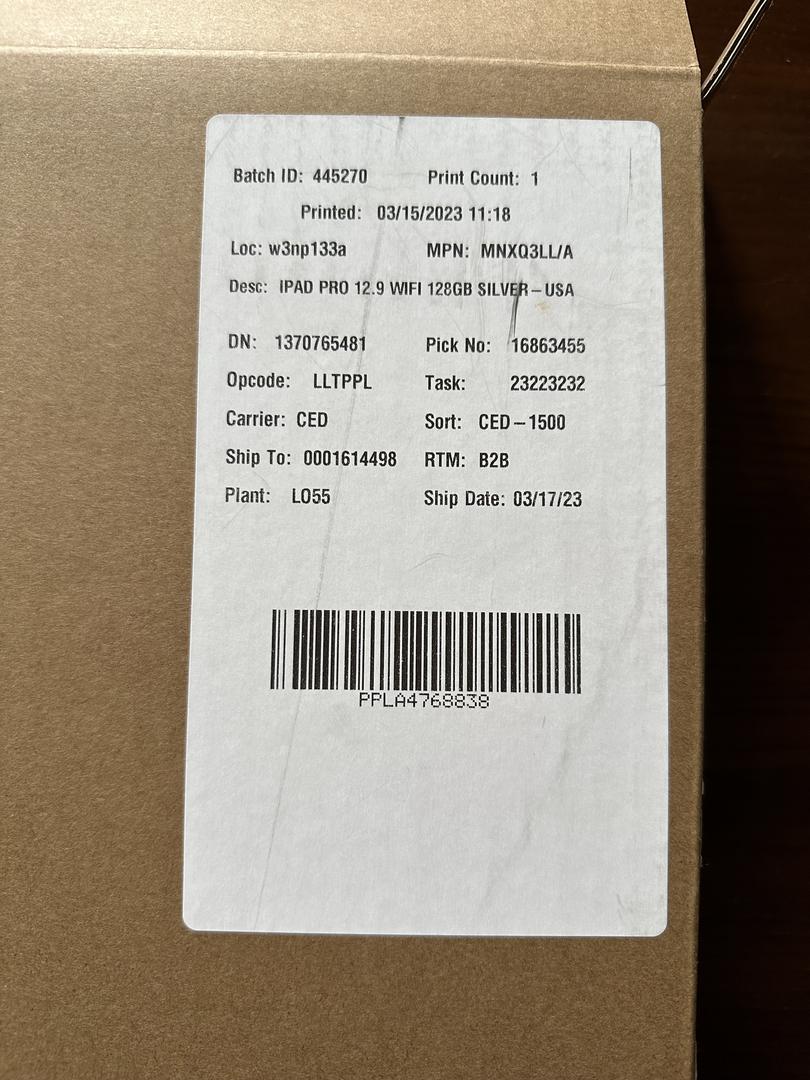 Batch ID: 445270 Print Count: 1
Printed: 03/15/2023 11:18
Loc: w3np133a MPN: MNXQ3LL/A
Desc: IPAD PRO 12.9 WIFI 128GB SILVER-USA
DN: 1370765481 Pick No: 16863455
Opcode: LLTPPL Task: 23223232
Carrier: CED Sort: CED-1500
Ship To: 0001614498 RTM: B2B
Plant: LO55 Ship Date: 03/17/23
PPLA4768838